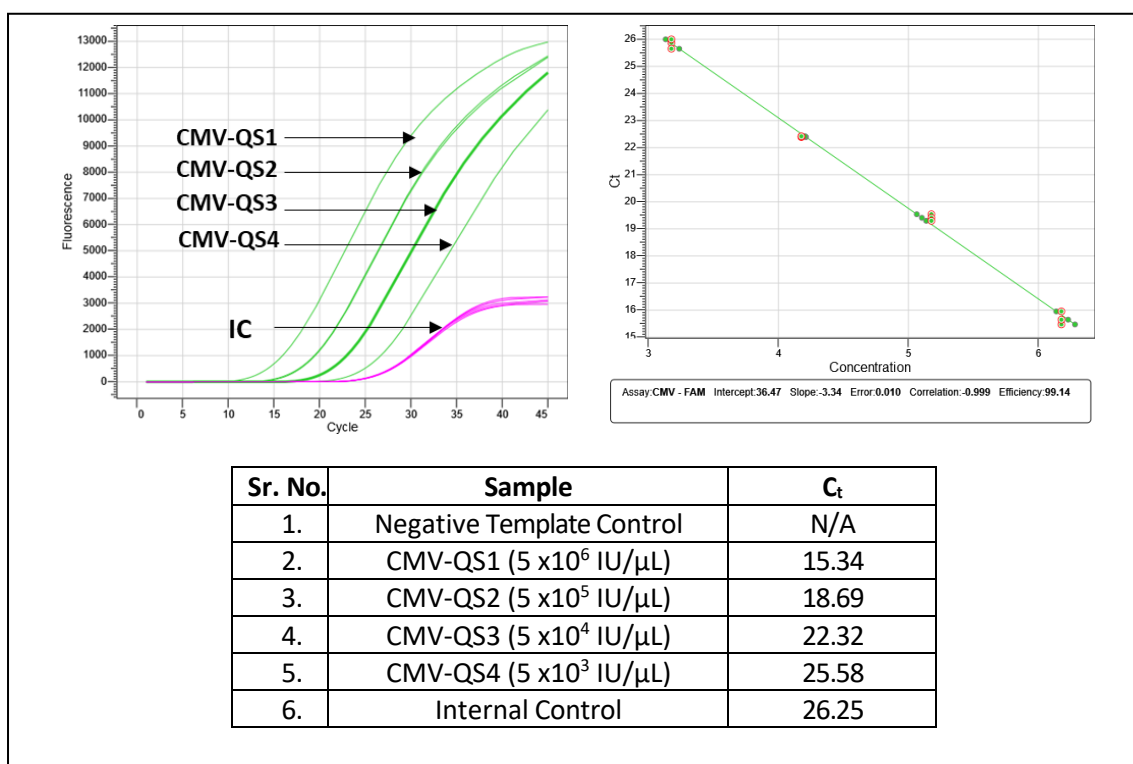 13000
12000
11000
10000
9000
8000
7000
6000
5000
4000
3000
2000
1000
0
Fluorescence
CMV-QS1
CMV-QS2
CMV-QS3
CMV-QS4
IC
0 5 10 15 20 25 30 35 40 45
Cycle
26
25
24
23
22
21
20
19
18
17
16
15
Ct
3 4 5 6
Concentration
Assay:CMV - FAM Intercept:36.47 Slope:-3.34 Error:0.010 Correlation:-0.999 Efficiency:99.14
Sr. No. Sample Cₜ
1. Negative Template Control N/A
2. CMV-QS1 (5 x10⁶ IU/µL) 15.34
3. CMV-QS2 (5 x10⁵ IU/µL) 18.69
4. CMV-QS3 (5 x10⁴ IU/µL) 22.32
5. CMV-QS4 (5 x10³ IU/µL) 25.58
6. Internal Control 26.25